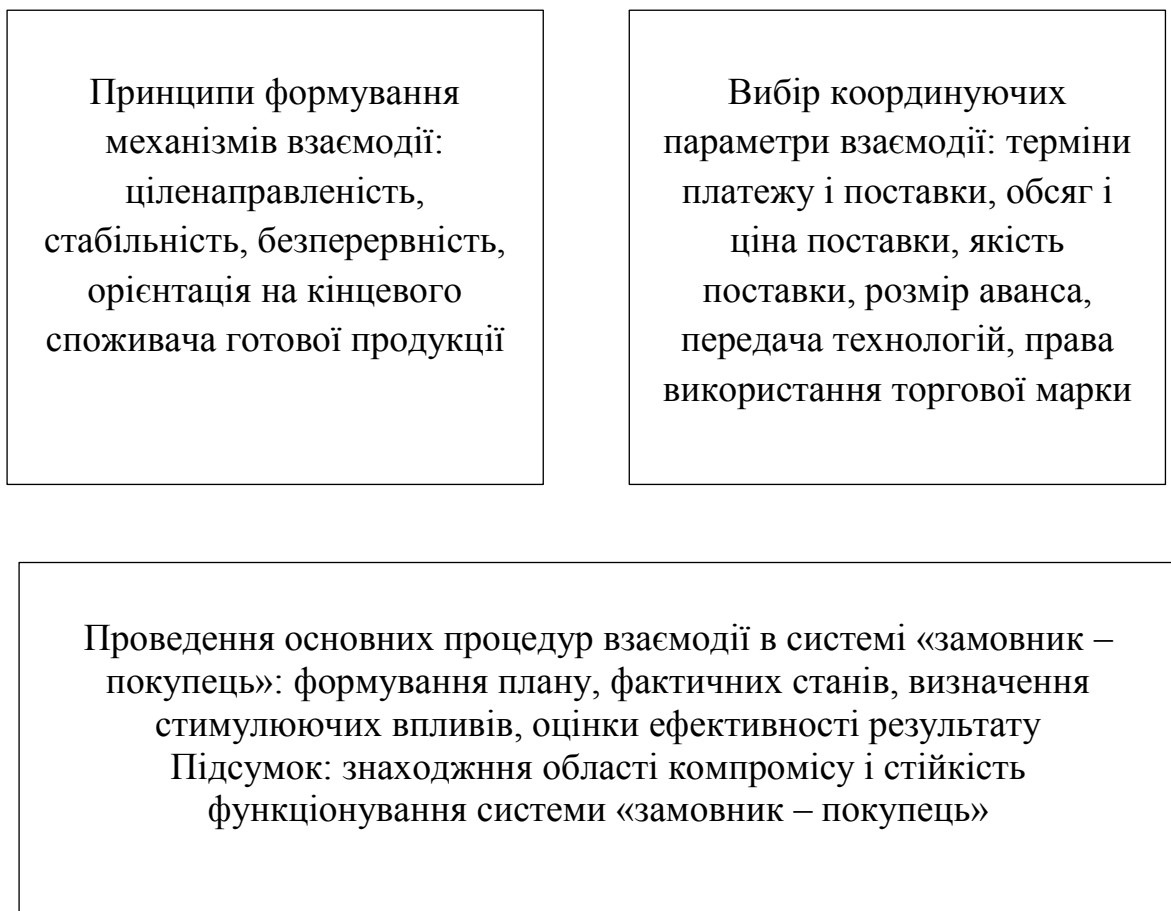 Принципи формування
механізмів взаємодії:
ціленаправленість,
стабільність, безперервність,
орієнтація на кінцевого
споживача готової продукції
Вибір координуючих
параметри взаємодії: терміни
платежу і поставки, обсяг і
ціна поставки, якість
поставки, розмір аванса,
передача технологій, права
використання торгової марки
Проведення основних процедур взаємодії в системі «замовник –
покупець»: формування плану, фактичних станів, визначення
стимулюючих впливів, оцінки ефективності результату
Підсумок: знаходжння області компромісу і стійкість
функціонування системи «замовник – покупець»